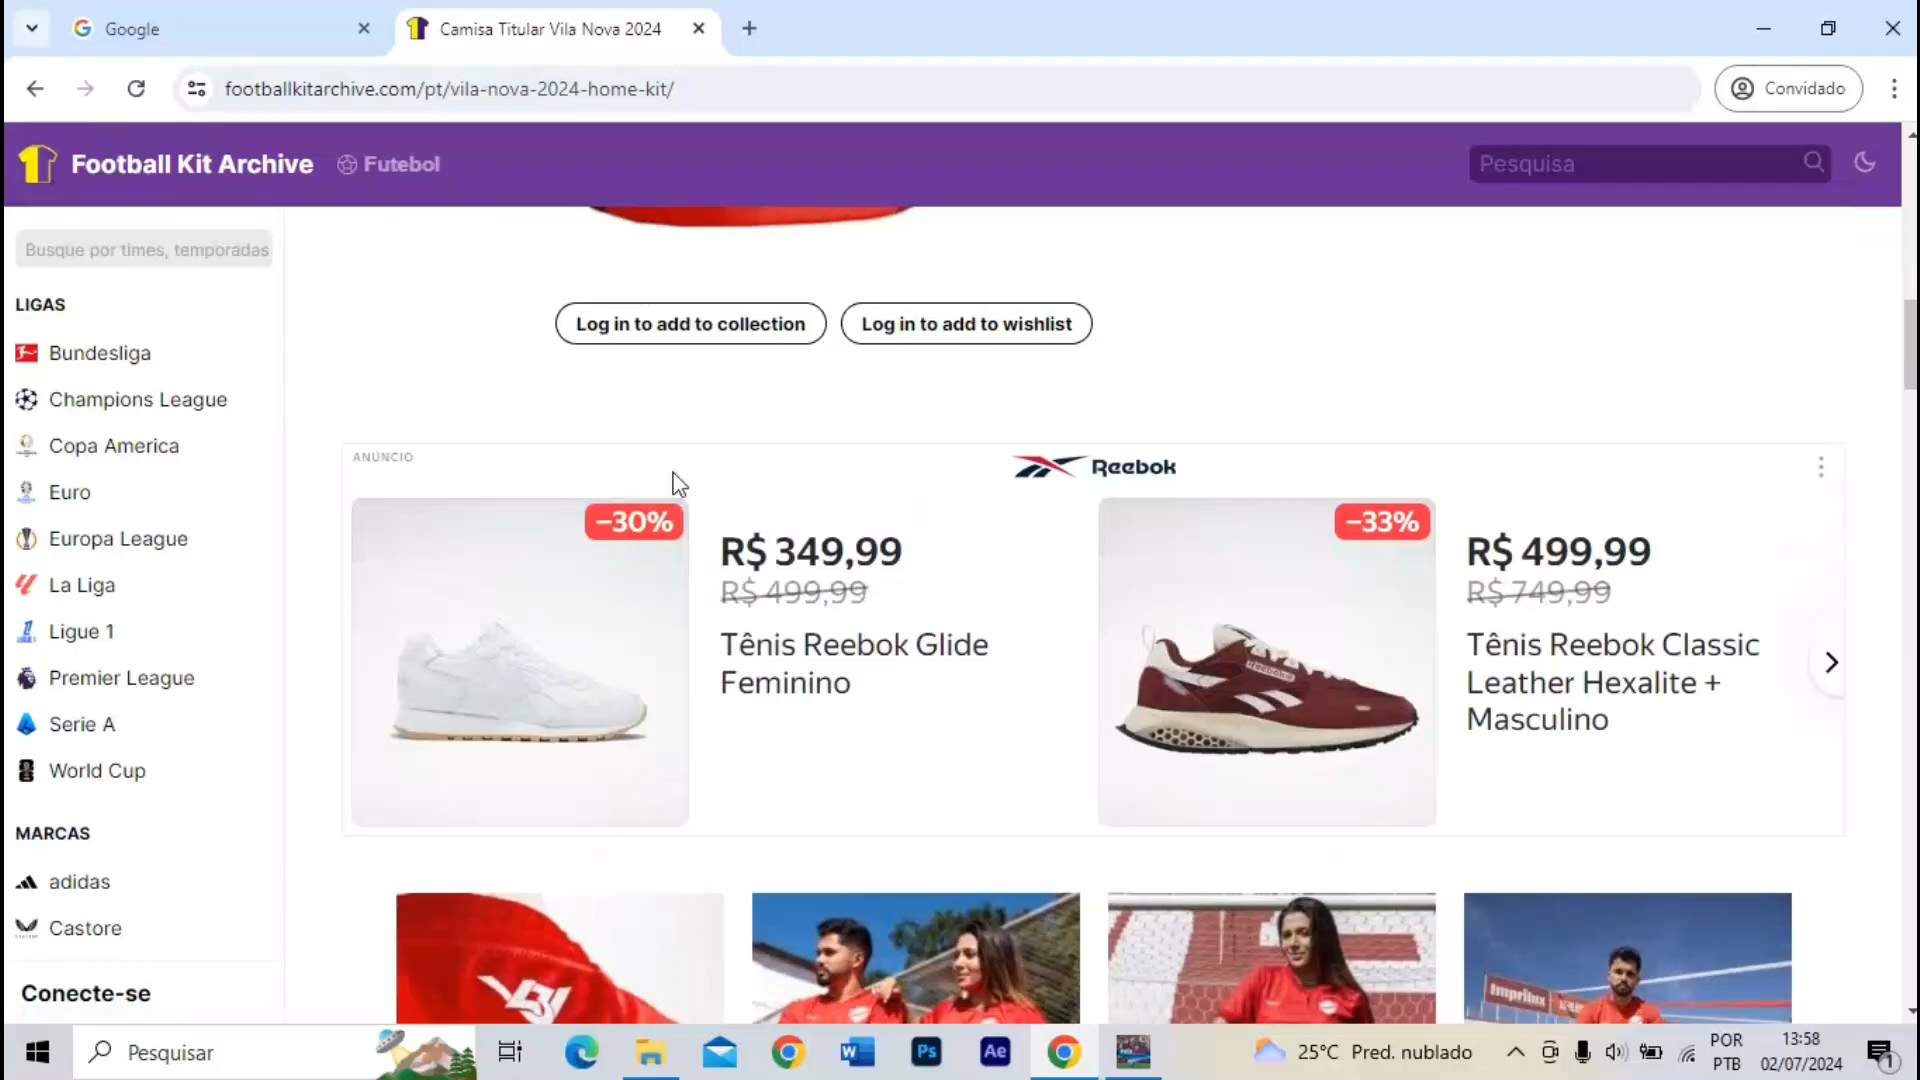 Google
Camisa Titular Vila Nova 2024
footballkitarchive.com/pt/vila-nova-2024-home-kit/
Convidado
Football Kit Archive
Futebol
Pesquisa
Busque por times, temporadas
LIGAS
Bundesliga
Champions League
Copa America
Euro
Europa League
La Liga
Ligue 1
Premier League
Serie A
World Cup
MARCAS
adidas
Castore
Conecte-se
Log in to add to collection
Log in to add to wishlist
ANÚNCIO
Reebok
-30%
R$ 349,99
R$ 499,99
Tênis Reebok Glide
Feminino
-33%
R$ 499,99
R$ 749,99
Tênis Reebok Classic
Leather Hexalite +
Masculino
Imprilux
Pesquisar
25°C Pred. nublado
POR
PTB
13:58
02/07/2024
1